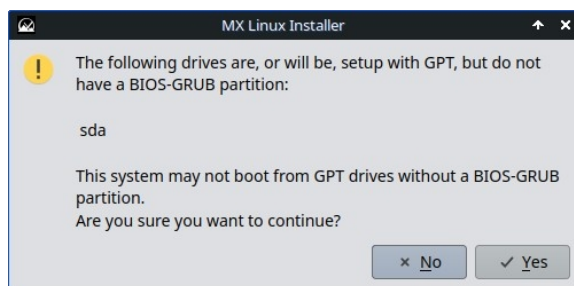 MX Linux Installer
The following drives are, or will be, setup with GPT, but do not
have a BIOS-GRUB partition:
sda
This system may not boot from GPT drives without a BIOS-GRUB
partition.
Are you sure you want to continue?
No
Yes